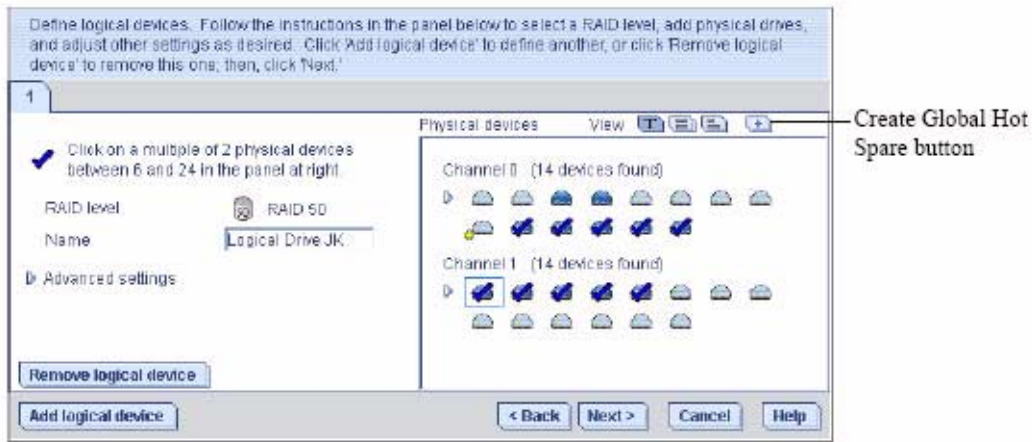 Define logical devices. Follow the instructions in the panel below to select a RAID level, add physical drives,
and adjust other settings as desired. Click 'Add logical device' to define another, or click 'Remove logical
device' to remove this one; then, click 'Next.'
1
Physical devices View T
Create Global Hot
Spare button
Click on a multiple of 2 physical devices
between 6 and 24 in the panel at right.
RAID level 50 RAID 50
Name Logical Drive JK
Advanced settings
Channel 0 (14 devices found)
Channel 1 (14 devices found)
Remove logical device
Add logical device
< Back Next > Cancel Help